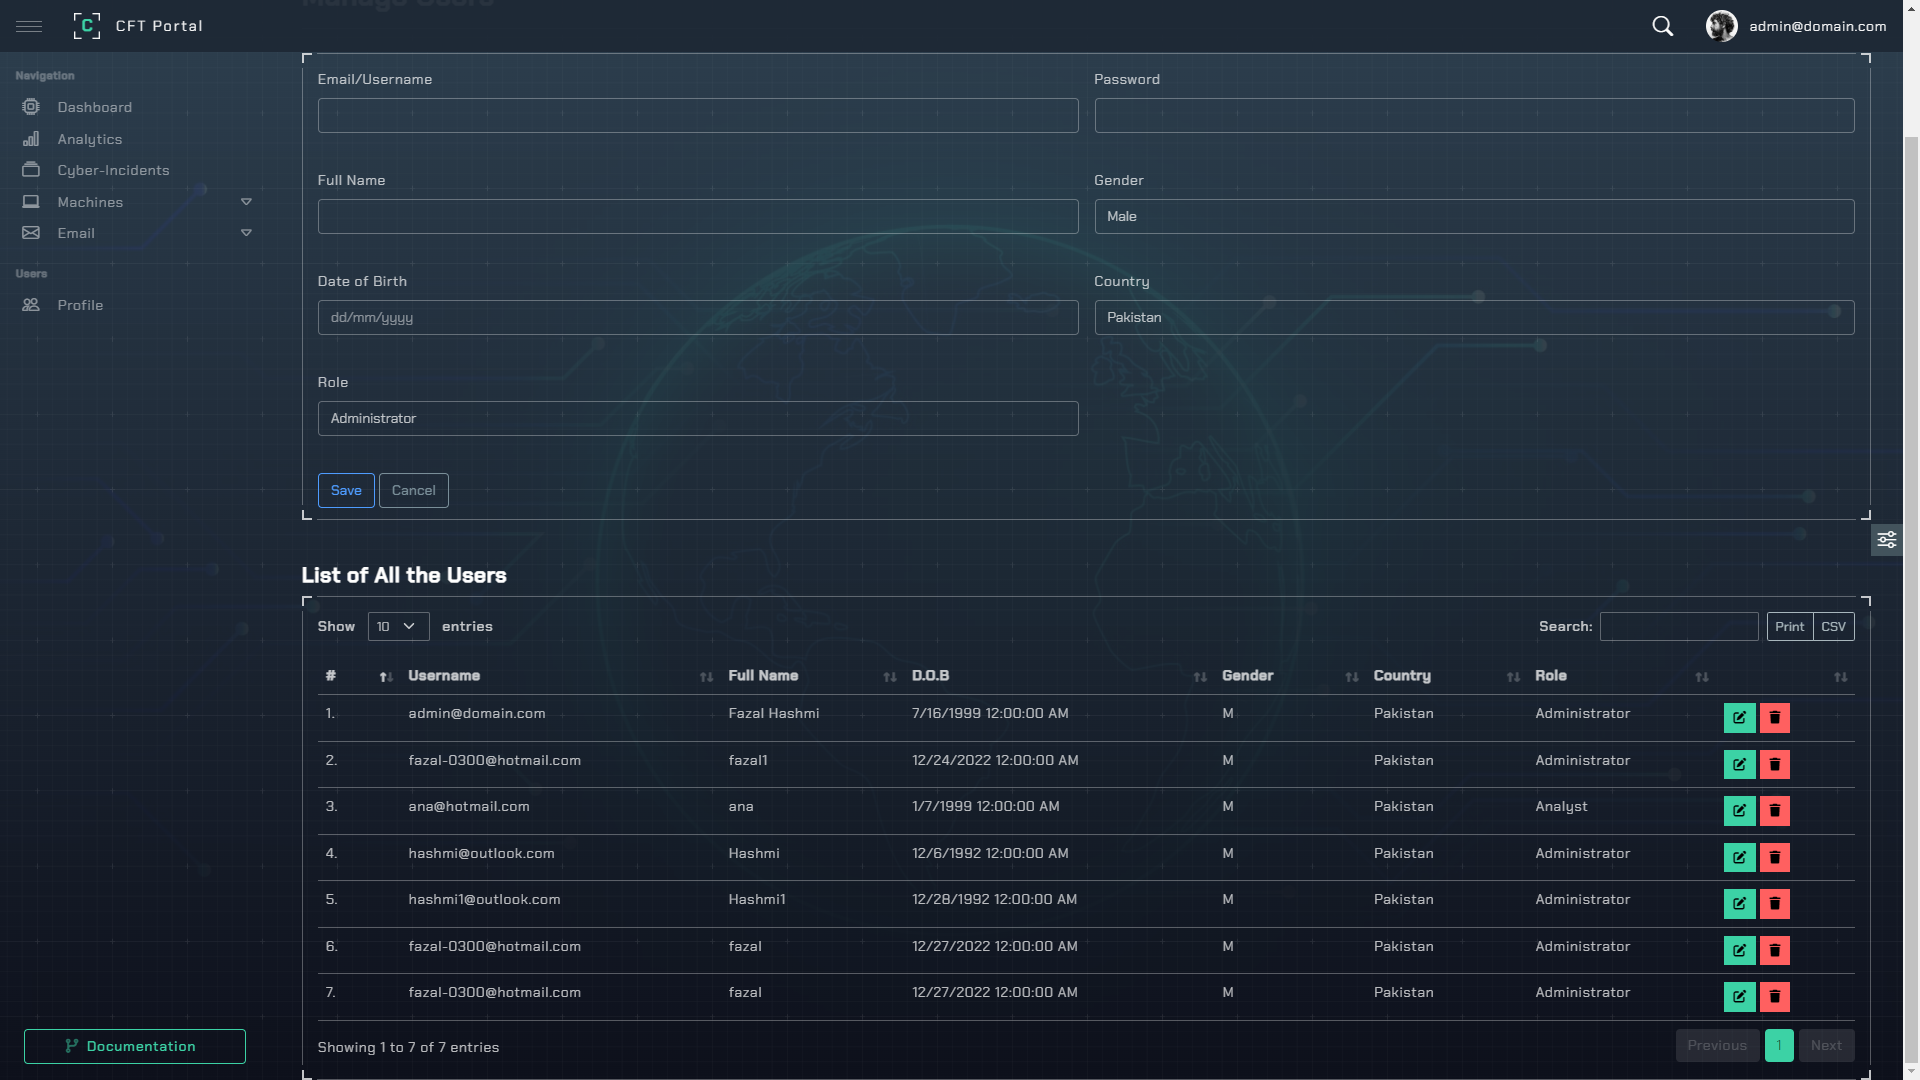 Manage Users
C CFT Portal
admin@domain.com
Navigation
Dashboard
Analytics
Cyber-Incidents
Machines
Email
Users
Profile
Documentation
Email/Username
Password
Full Name
Gender
Male
Date of Birth
Country
dd/mm/yyyy
Pakistan
Role
Administrator
Save Cancel
List of All the Users
Show 10 entries
Search: Print CSV
# Username Full Name D.O.B Gender Country Role
1. admin@domain.com Fazal Hashmi 7/16/1999 12:00:00 AM M Pakistan Administrator
2. fazal-0300@hotmail.com fazal1 12/24/2022 12:00:00 AM M Pakistan Administrator
3. ana@hotmail.com ana 1/7/1999 12:00:00 AM M Pakistan Analyst
4. hashmi@outlook.com Hashmi 12/6/1992 12:00:00 AM M Pakistan Administrator
5. hashmi1@outlook.com Hashmi1 12/28/1992 12:00:00 AM M Pakistan Administrator
6. fazal-0300@hotmail.com fazal 12/27/2022 12:00:00 AM M Pakistan Administrator
7. fazal-0300@hotmail.com fazal 12/27/2022 12:00:00 AM M Pakistan Administrator
Showing 1 to 7 of 7 entries
Previous 1 Next